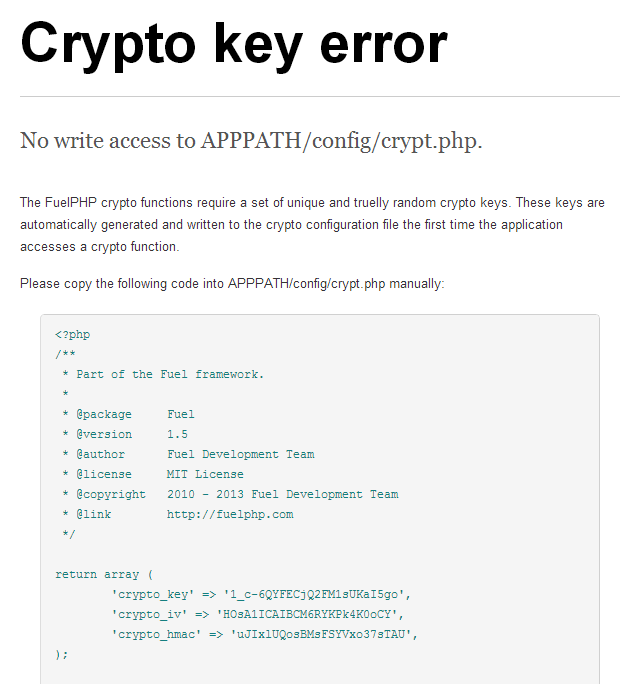 Crypto key error
No write access to APPPATH/config/crypt.php.
The FuelPHP crypto functions require a set of unique and truelly random crypto keys. These keys are
automatically generated and written to the crypto configuration file the first time the application
accesses a crypto function.
Please copy the following code into APPPATH/config/crypt.php manually:
<?php
/**
 * Part of the Fuel framework.
 *
 * @package    Fuel
 * @version    1.5
 * @author     Fuel Development Team
 * @license    MIT License
 * @copyright  2010 - 2013 Fuel Development Team
 * @link       http://fuelphp.com
 */
return array (
        'crypto_key' => '1_c-6QYFECjQ2FM1sUKaI5go',
        'crypto_iv' => 'HOsA1ICAIBCM6RYKPk4K0oCY',
        'crypto_hmac' => 'uJIx1UQosBMsFSYVxo37sTAU',
);